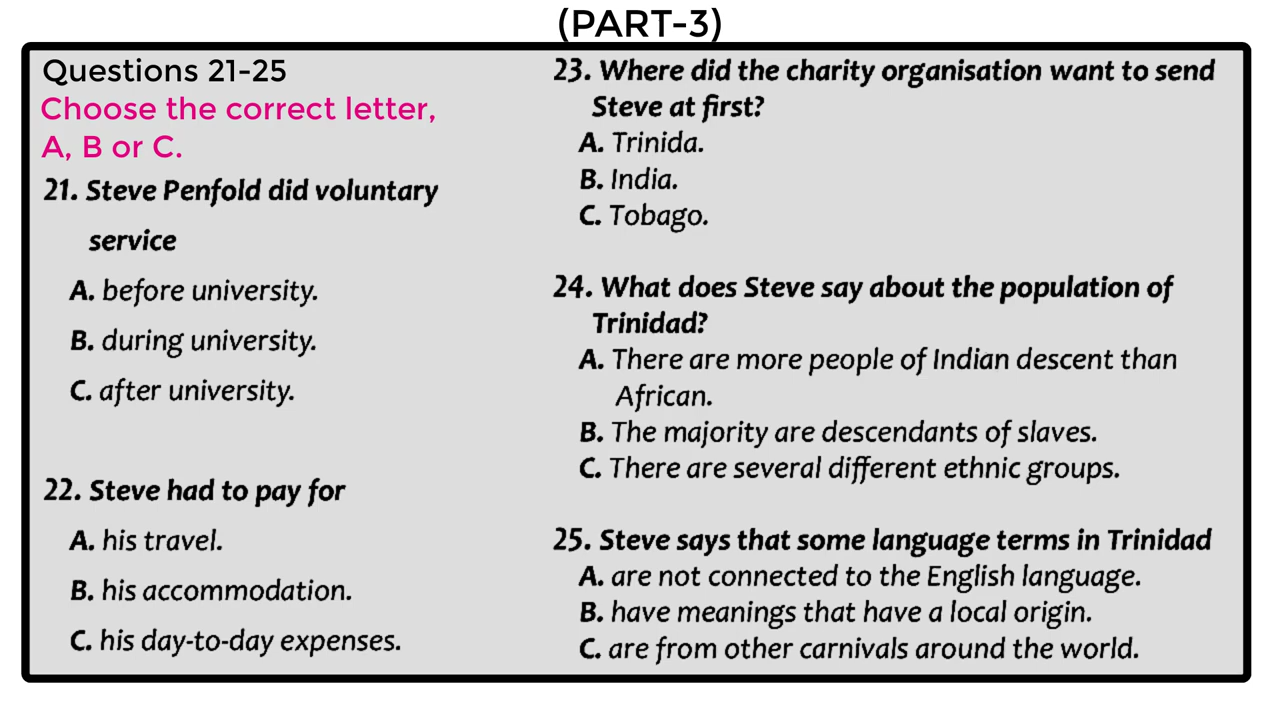 (PART-3)
Questions 21-25
Choose the correct letter,
A, B or C.
21. Steve Penfold did voluntary
service
A. before university.
B. during university.
C. after university.
22. Steve had to pay for
A. his travel.
B. his accommodation.
C. his day-to-day expenses.
23. Where did the charity organisation want to send
Steve at first?
A. Trinida.
B. India.
C. Tobago.
24. What does Steve say about the population of
Trinidad?
A. There are more people of Indian descent than
African.
B. The majority are descendants of slaves.
C. There are several different ethnic groups.
25. Steve says that some language terms in Trinidad
A. are not connected to the English language.
B. have meanings that have a local origin.
C. are from other carnivals around the world.